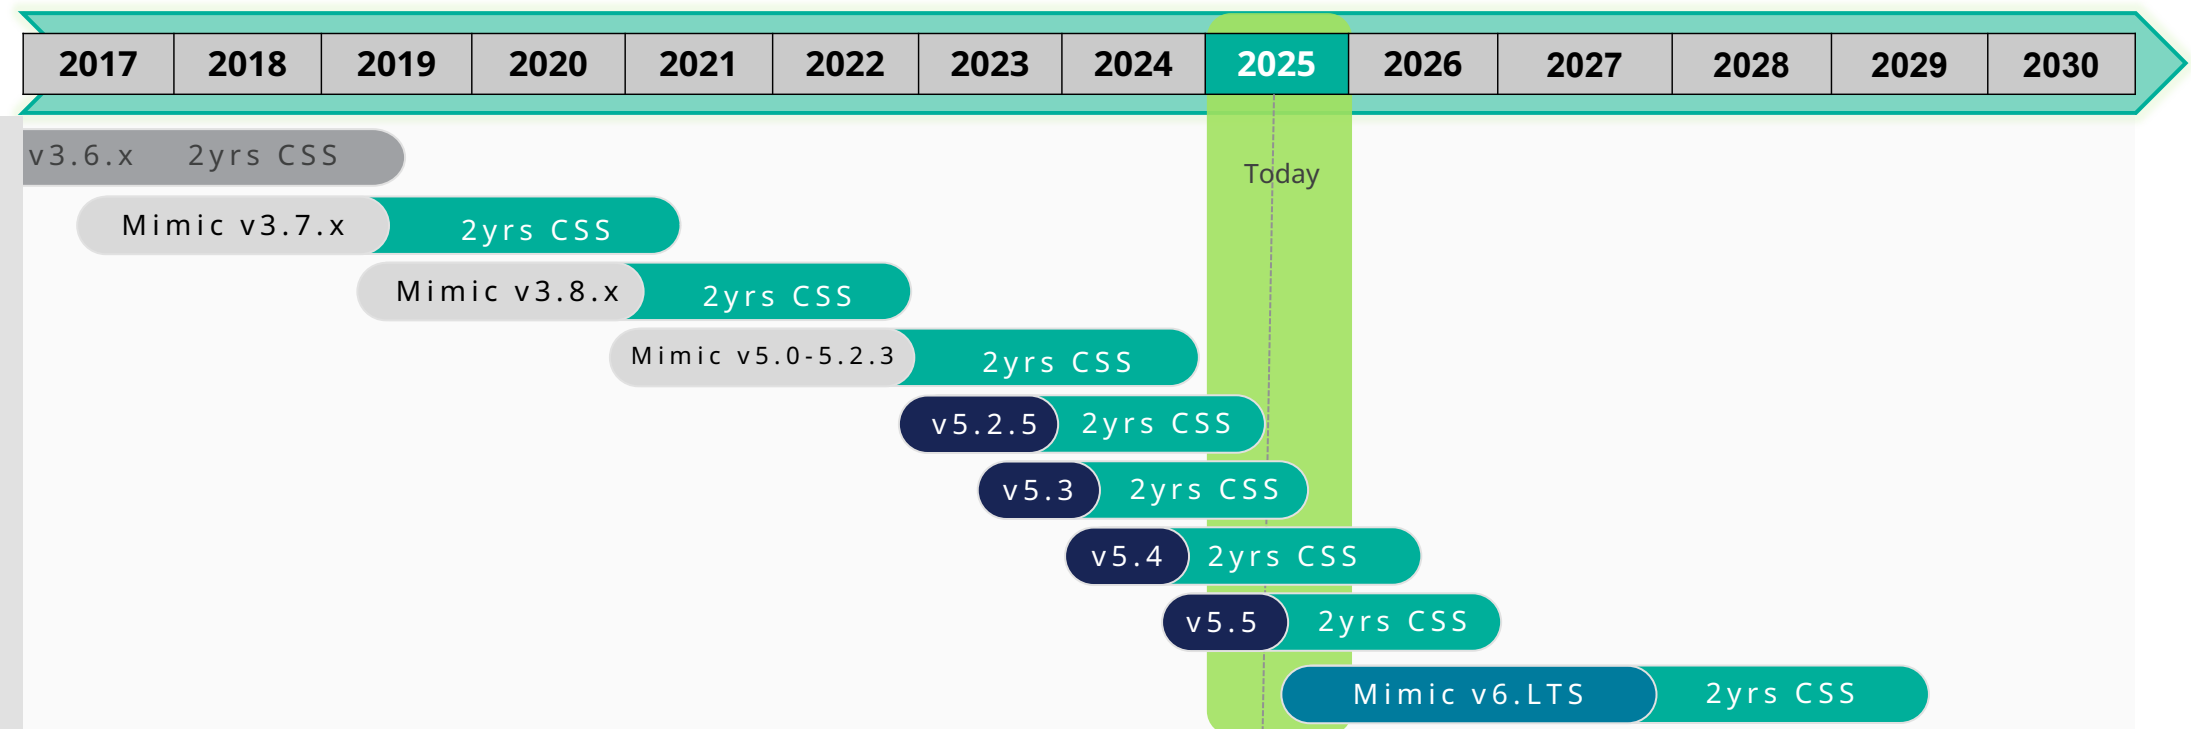 2017 2018 2019 2020 2021 2022 2023 2024 2025 2026 2027 2028 2029 2030
v3.6.x 2yrs CSS
Today
Mimic v3.7.x 2yrs CSS
Mimic v3.8.x 2yrs CSS
Mimic v5.0-5.2.3 2yrs CSS
v5.2.5 2yrs CSS
v5.3 2yrs CSS
v5.4 2yrs CSS
v5.5 2yrs CSS
Mimic v6.LTS 2yrs CSS